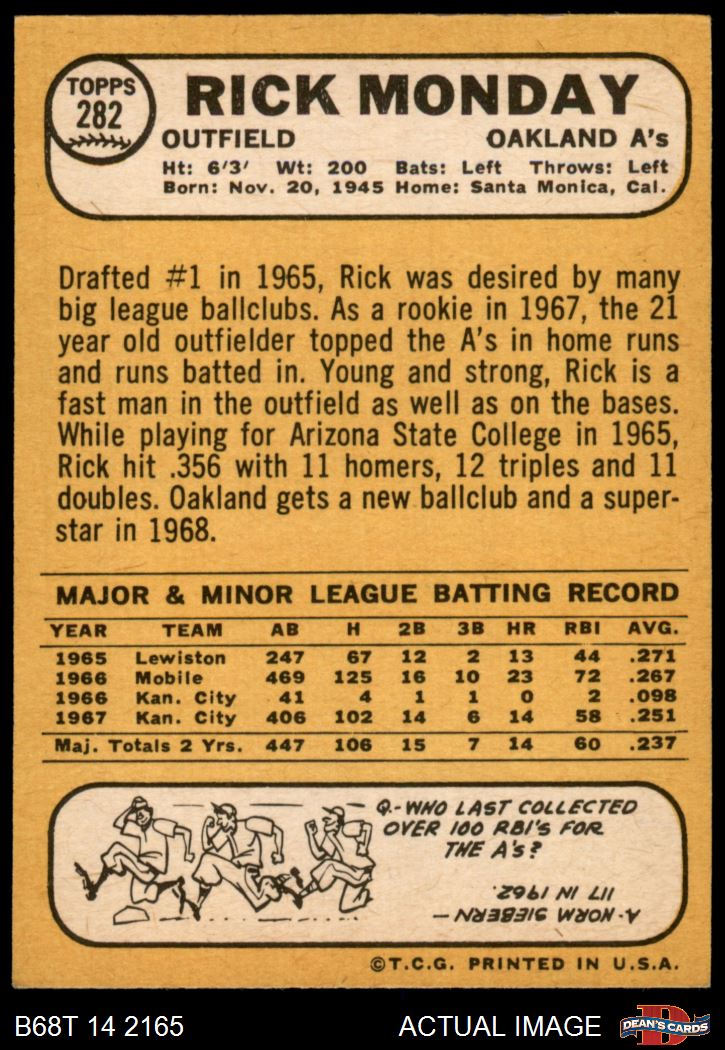 TOPPS
282
RICK MONDAY
OUTFIELD OAKLAND A's
Ht: 6'3' Wt: 200 Bats: Left Throws: Left
Born: Nov. 20, 1945 Home: Santa Monica, Cal.
Drafted #1 in 1965, Rick was desired by many
big league ballclubs. As a rookie in 1967, the 21
year old outfielder topped the A's in home runs
and runs batted in. Young and strong, Rick is a
fast man in the outfield as well as on the bases.
While playing for Arizona State College in 1965,
Rick hit .356 with 11 homers, 12 triples and 11
doubles. Oakland gets a new ballclub and a super-
star in 1968.
MAJOR & MINOR LEAGUE BATTING RECORD
YEAR TEAM AB H 2B 3B HR RBI AVG.
1965 Lewiston 247 67 12 2 13 44 .271
1966 Mobile 469 125 16 10 23 72 .267
1966 Kan. City 41 4 1 1 0 2 .098
1967 Kan. City 406 102 14 6 14 58 .251
Maj. Totals 2 Yrs. 447 106 15 7 14 60 .237
Q.-WHO LAST COLLECTED
OVER 100 RBI'S FOR
THE A'S?
A-NORM SIEBERN —
117 IN 1962.
©T.C.G. PRINTED IN U.S.A.
B68T 14 2165 ACTUAL IMAGE
D
DEAN'S CARDS